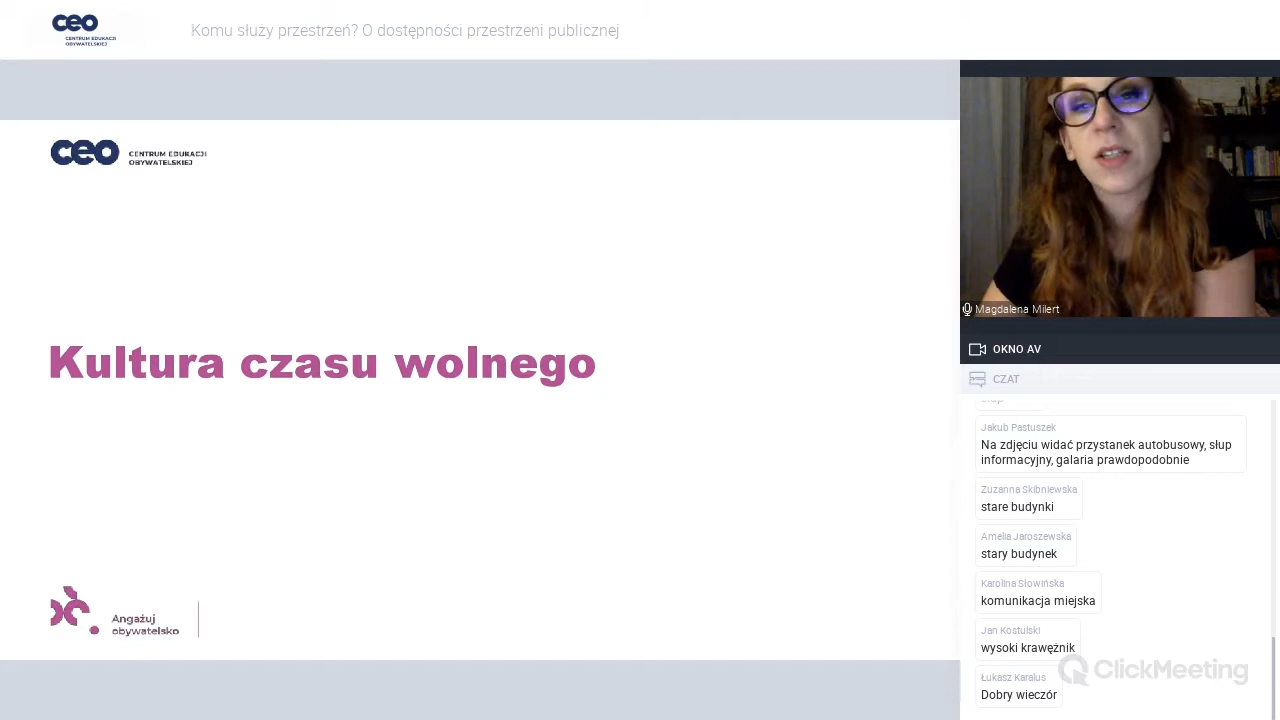 ceo
CENTRUM EDUKACJI
OBYWATELSKIEJ
Komu służy przestrzeń? O dostępności przestrzeni publicznej
ceo
CENTRUM EDUKACJI
OBYWATELSKIEJ
Kultura czasu wolnego
Angażuj
obywatelsko
Magdalena Milert
OKNO AV
CZAT
Jakub Pastuszek
Na zdjęciu widać przystanek autobusowy, słup
informacyjny, galaria prawdopodobnie
Zuzanna Skibniewska
stare budynki
Amelia Jaroszewska
stary budynek
Karolina Słowińska
komunikacja miejska
Jan Kostulski
wysoki krawężnik
Łukasz Karalus
Dobry wieczór
ClickMeeting